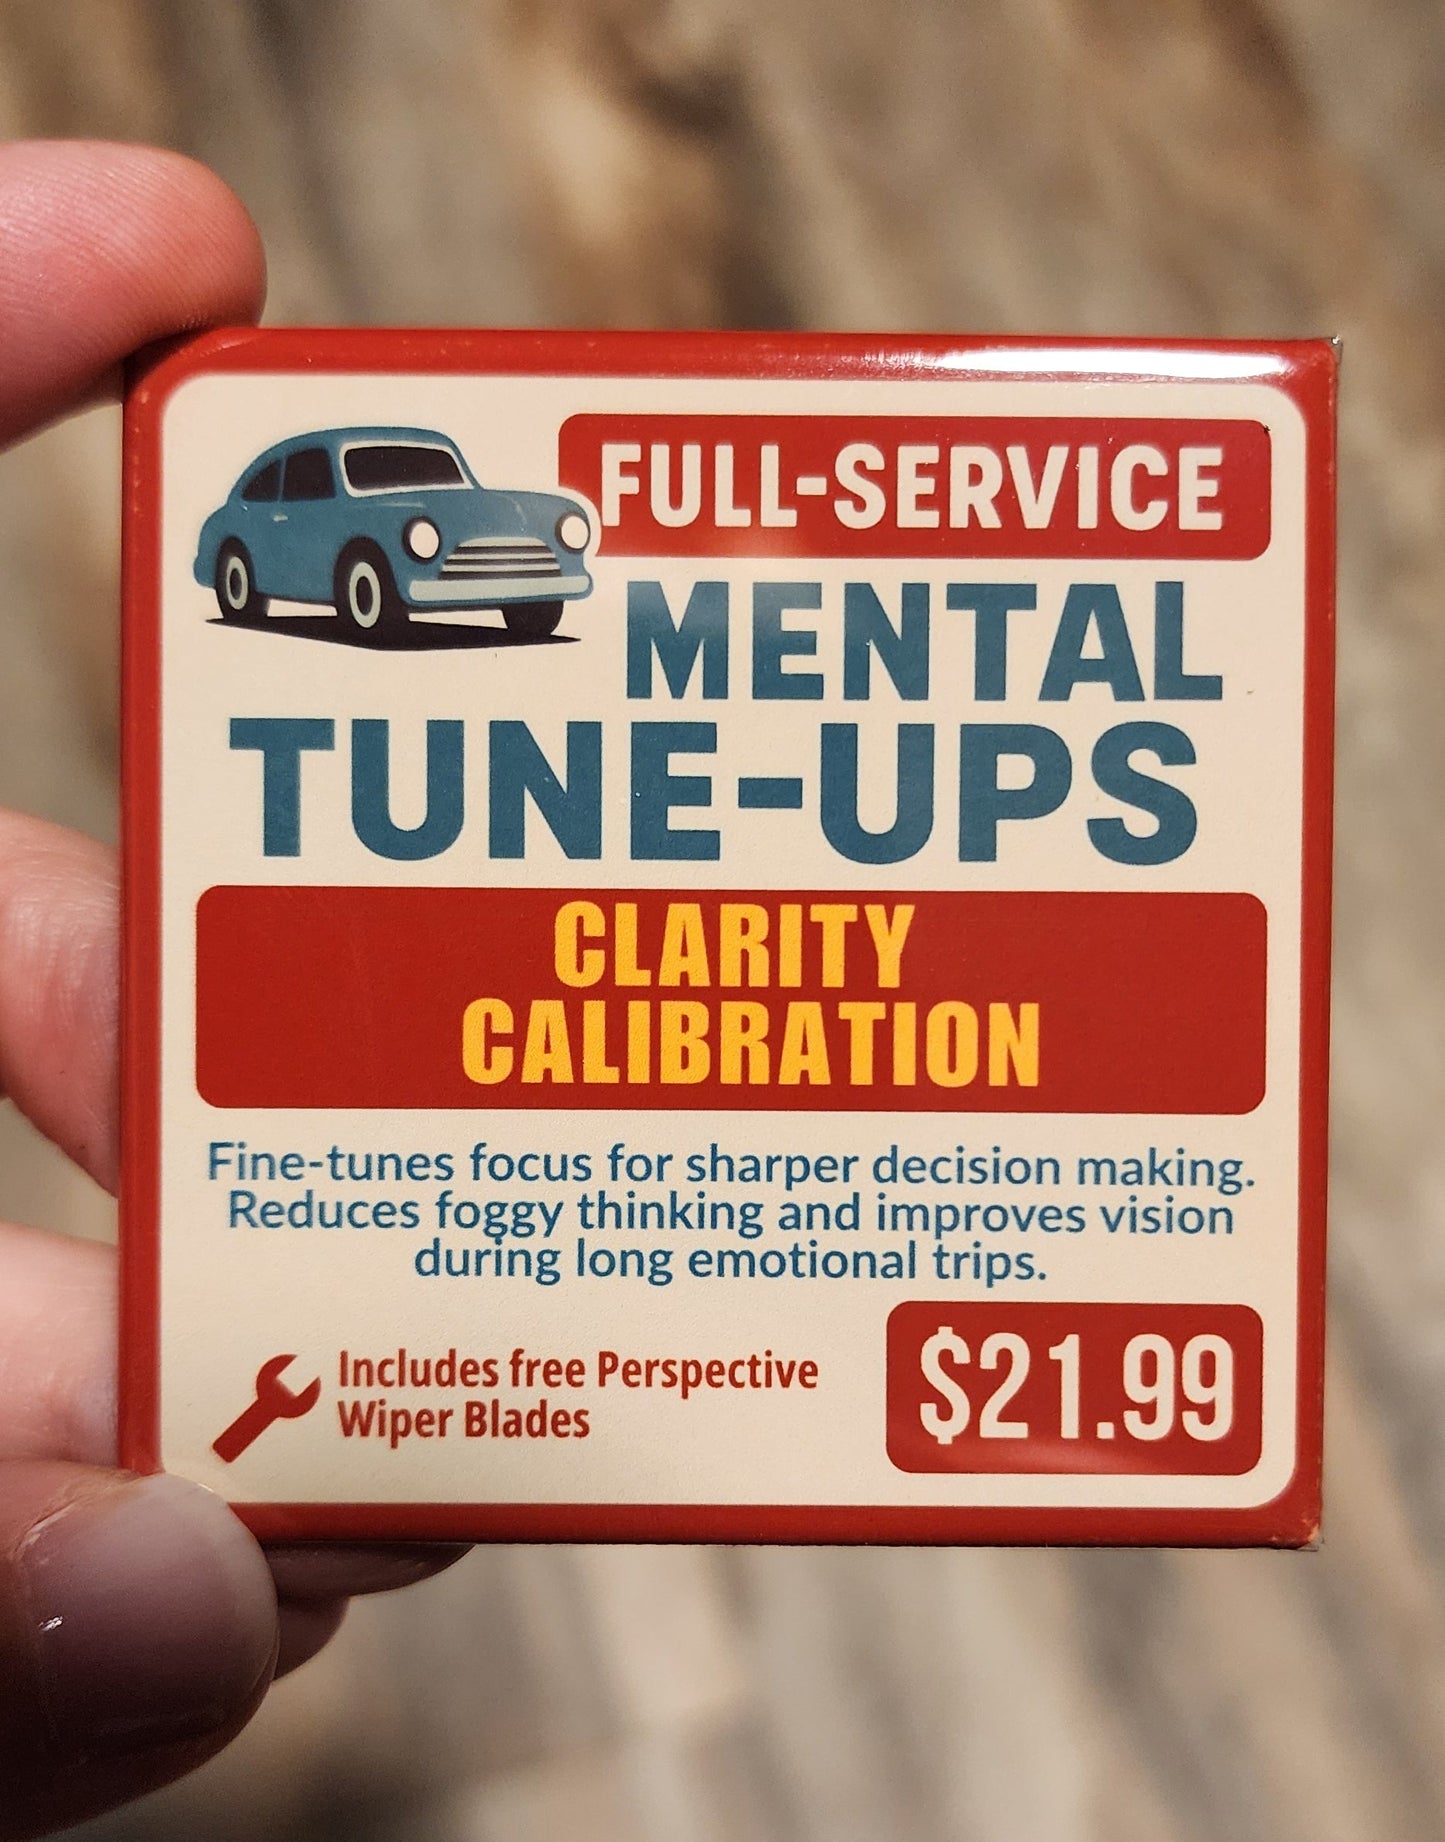 FULL-SERVICE
MENTAL
TUNE-UPS
CLARITY
CALIBRATION
Fine-tunes focus for sharper decision making.
Reduces foggy thinking and improves vision
during long emotional trips.
Includes free Perspective
Wiper Blades
$21.99